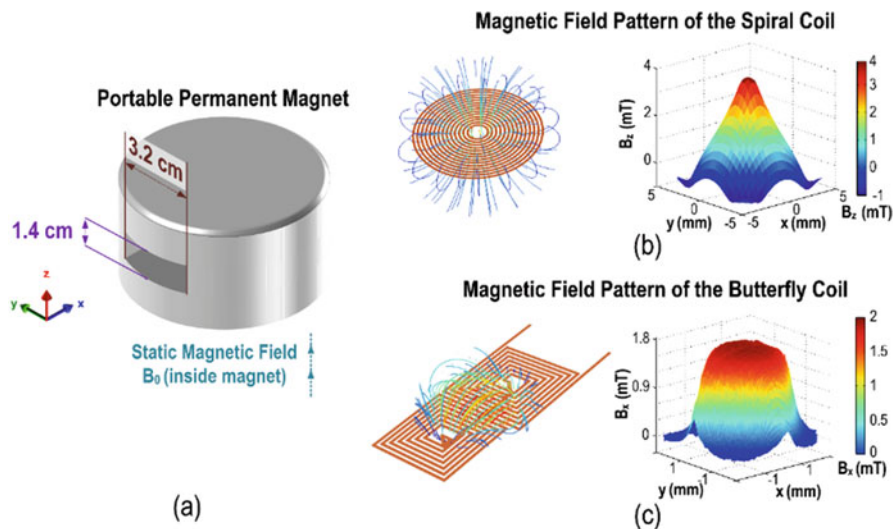 Portable Permanent Magnet
3.2 cm
1.4 cm
z
y
x
Static Magnetic Field
B₀ (inside magnet)
(a)
Magnetic Field Pattern of the Spiral Coil
4
2
0
B_z (mT)
5
0
-5
y (mm)
-5
0
5
x (mm)
4
3
2
1
0
-1
B_z (mT)
(b)
Magnetic Field Pattern of the Butterfly Coil
1.8
0.9
0
B_x (mT)
1
-1
y (mm)
-1
1
x (mm)
2
1.5
1
0.5
0
B_x (mT)
(c)